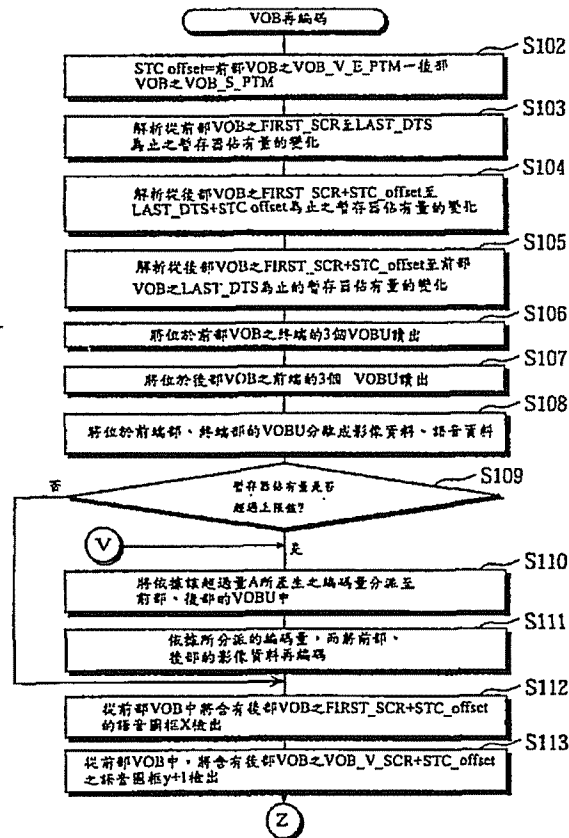 VOB再編码
S102
STC offset=前部VOB之VOB_V_E_PTM－後部
VOB之VOB_S_PTM
S103
解析從前部VOB之FIRST_SCR至LAST_DTS
為止之暫存器佔有量的變化
S104
解析從後部VOB之FIRST SCR+STC_offset至
LAST_DTS+STC offset為止之暫存器佔有量的變化
S105
解析從後部VOB之FIRST_SCR+STC_offset至前部
VOB之LAST_DTS為止的暫存器佔有量的變化
S106
將位於前部VOB之終端的3個VOBU讀出
S107
將位於後部VOB之前端的3個 VOBU讀出
S108
將位於前端部、終端部的VOBU分離成影像資料、語音資料
S109
暫存器佔有量是否
超過上限值?
否
V
是
S110
將依據該超過量A所產生之編码量分派至
前部、後部的VOBU中
S111
依據所分派的編码量，而將前部、
後部的影像資料再編码
S112
從前部VOB中將含有後部VOB之FIRST_SCR+STC_offset
的語音圖框X檢出
S113
從前部VOB中，將含有後部VOB之VOB_V_SCR+STC_offset
之語音圖框y+1檢出
Z